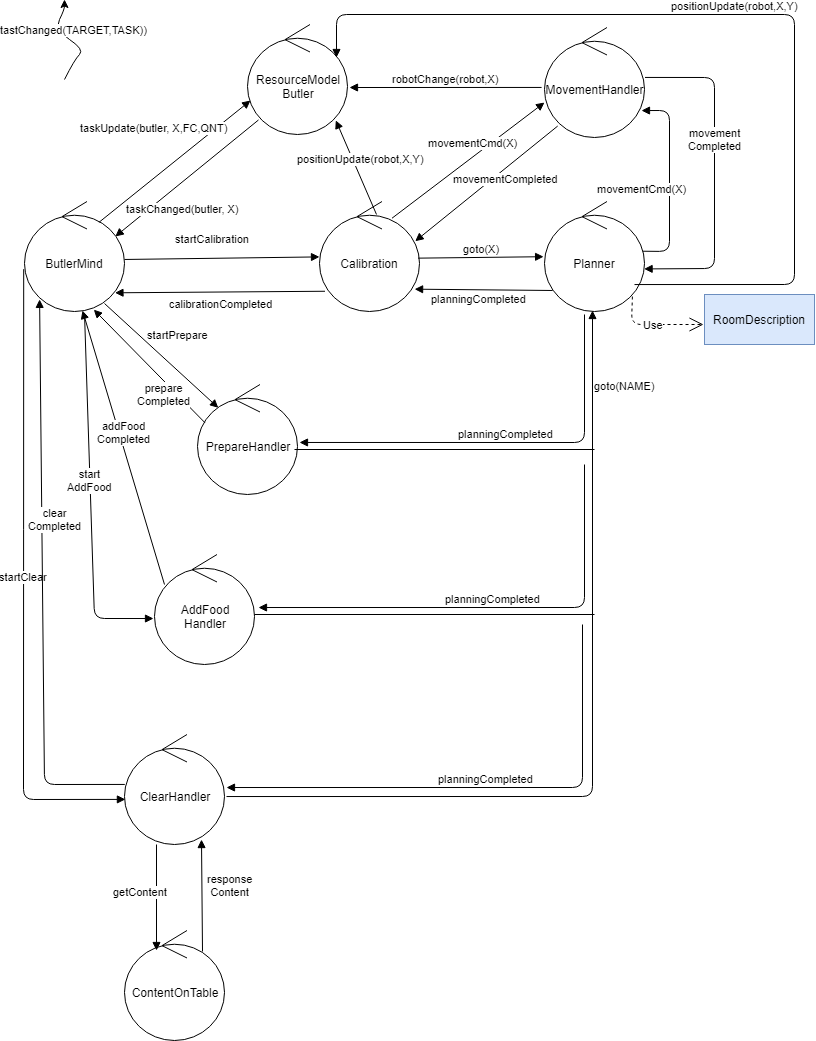 positionUpdate(robot,X,Y)
tastChanged(TARGET,TASK))
ResourceModel
Butler
robotChange(robot,X)
MovementHandler
taskUpdate(butler, X,FC,QNT)
movementCmd(X)
movement
Completed
positionUpdate(robot,X,Y)
movementCompleted
movementCmd(X)
taskChanged(butler, X)
startCalibration
goto(X)
ButlerMind
Calibration
Planner
calibrationCompleted
planningCompleted
RoomDescription
Use
startPrepare
prepare
Completed
goto(NAME)
addFood
Completed
planningCompleted
PrepareHandler
start
AddFood
clear
Completed
startClear
planningCompleted
AddFood
Handler
planningCompleted
ClearHandler
getContent
response
Content
ContentOnTable